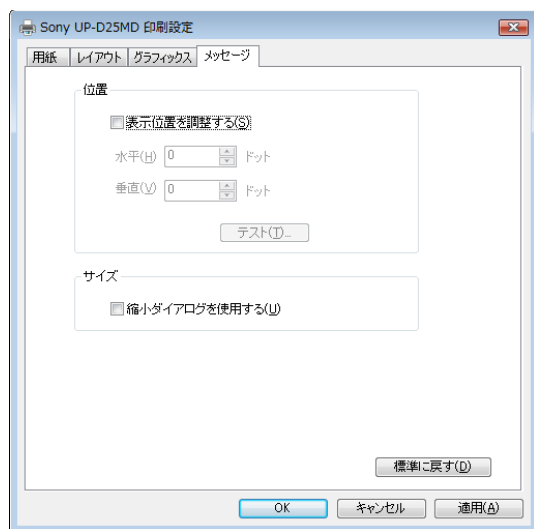 Sony UP-D25MD 印刷設定
用紙 レイアウト グラフィックス メッセージ
位置
表示位置を調整する(S)
水平(H) 0 ドット
垂直(V) 0 ドット
テスト(T)...
サイズ
縮小ダイアログを使用する(U)
標準に戻す(D)
OK キャンセル 適用(A)